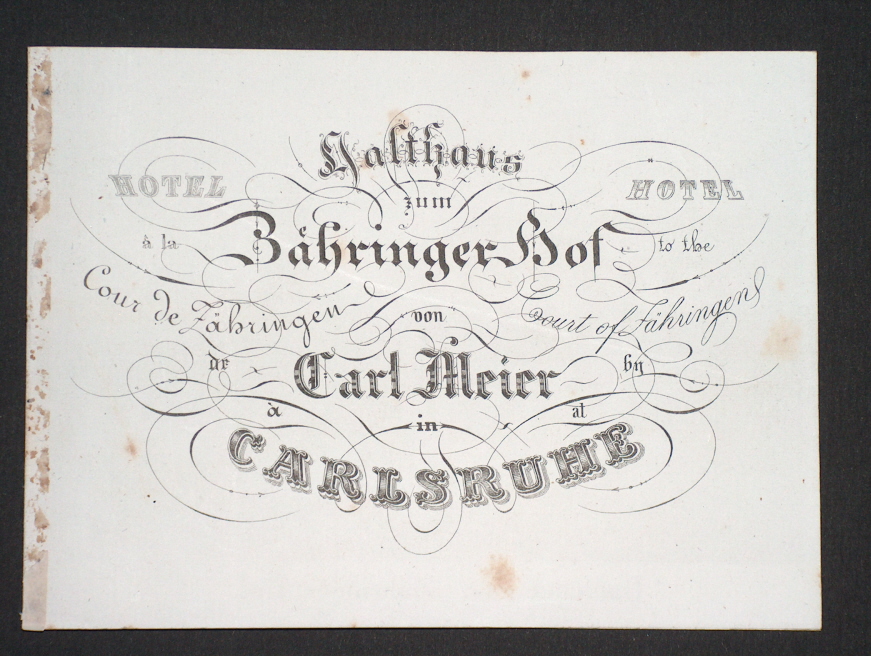 Gasthaus
HOTEL zum HOTEL
à la Zähringer Hof to the
Cour de Zähringen von Court of Zähringen
de Carl Meier by
à in at
CARLSRUHE